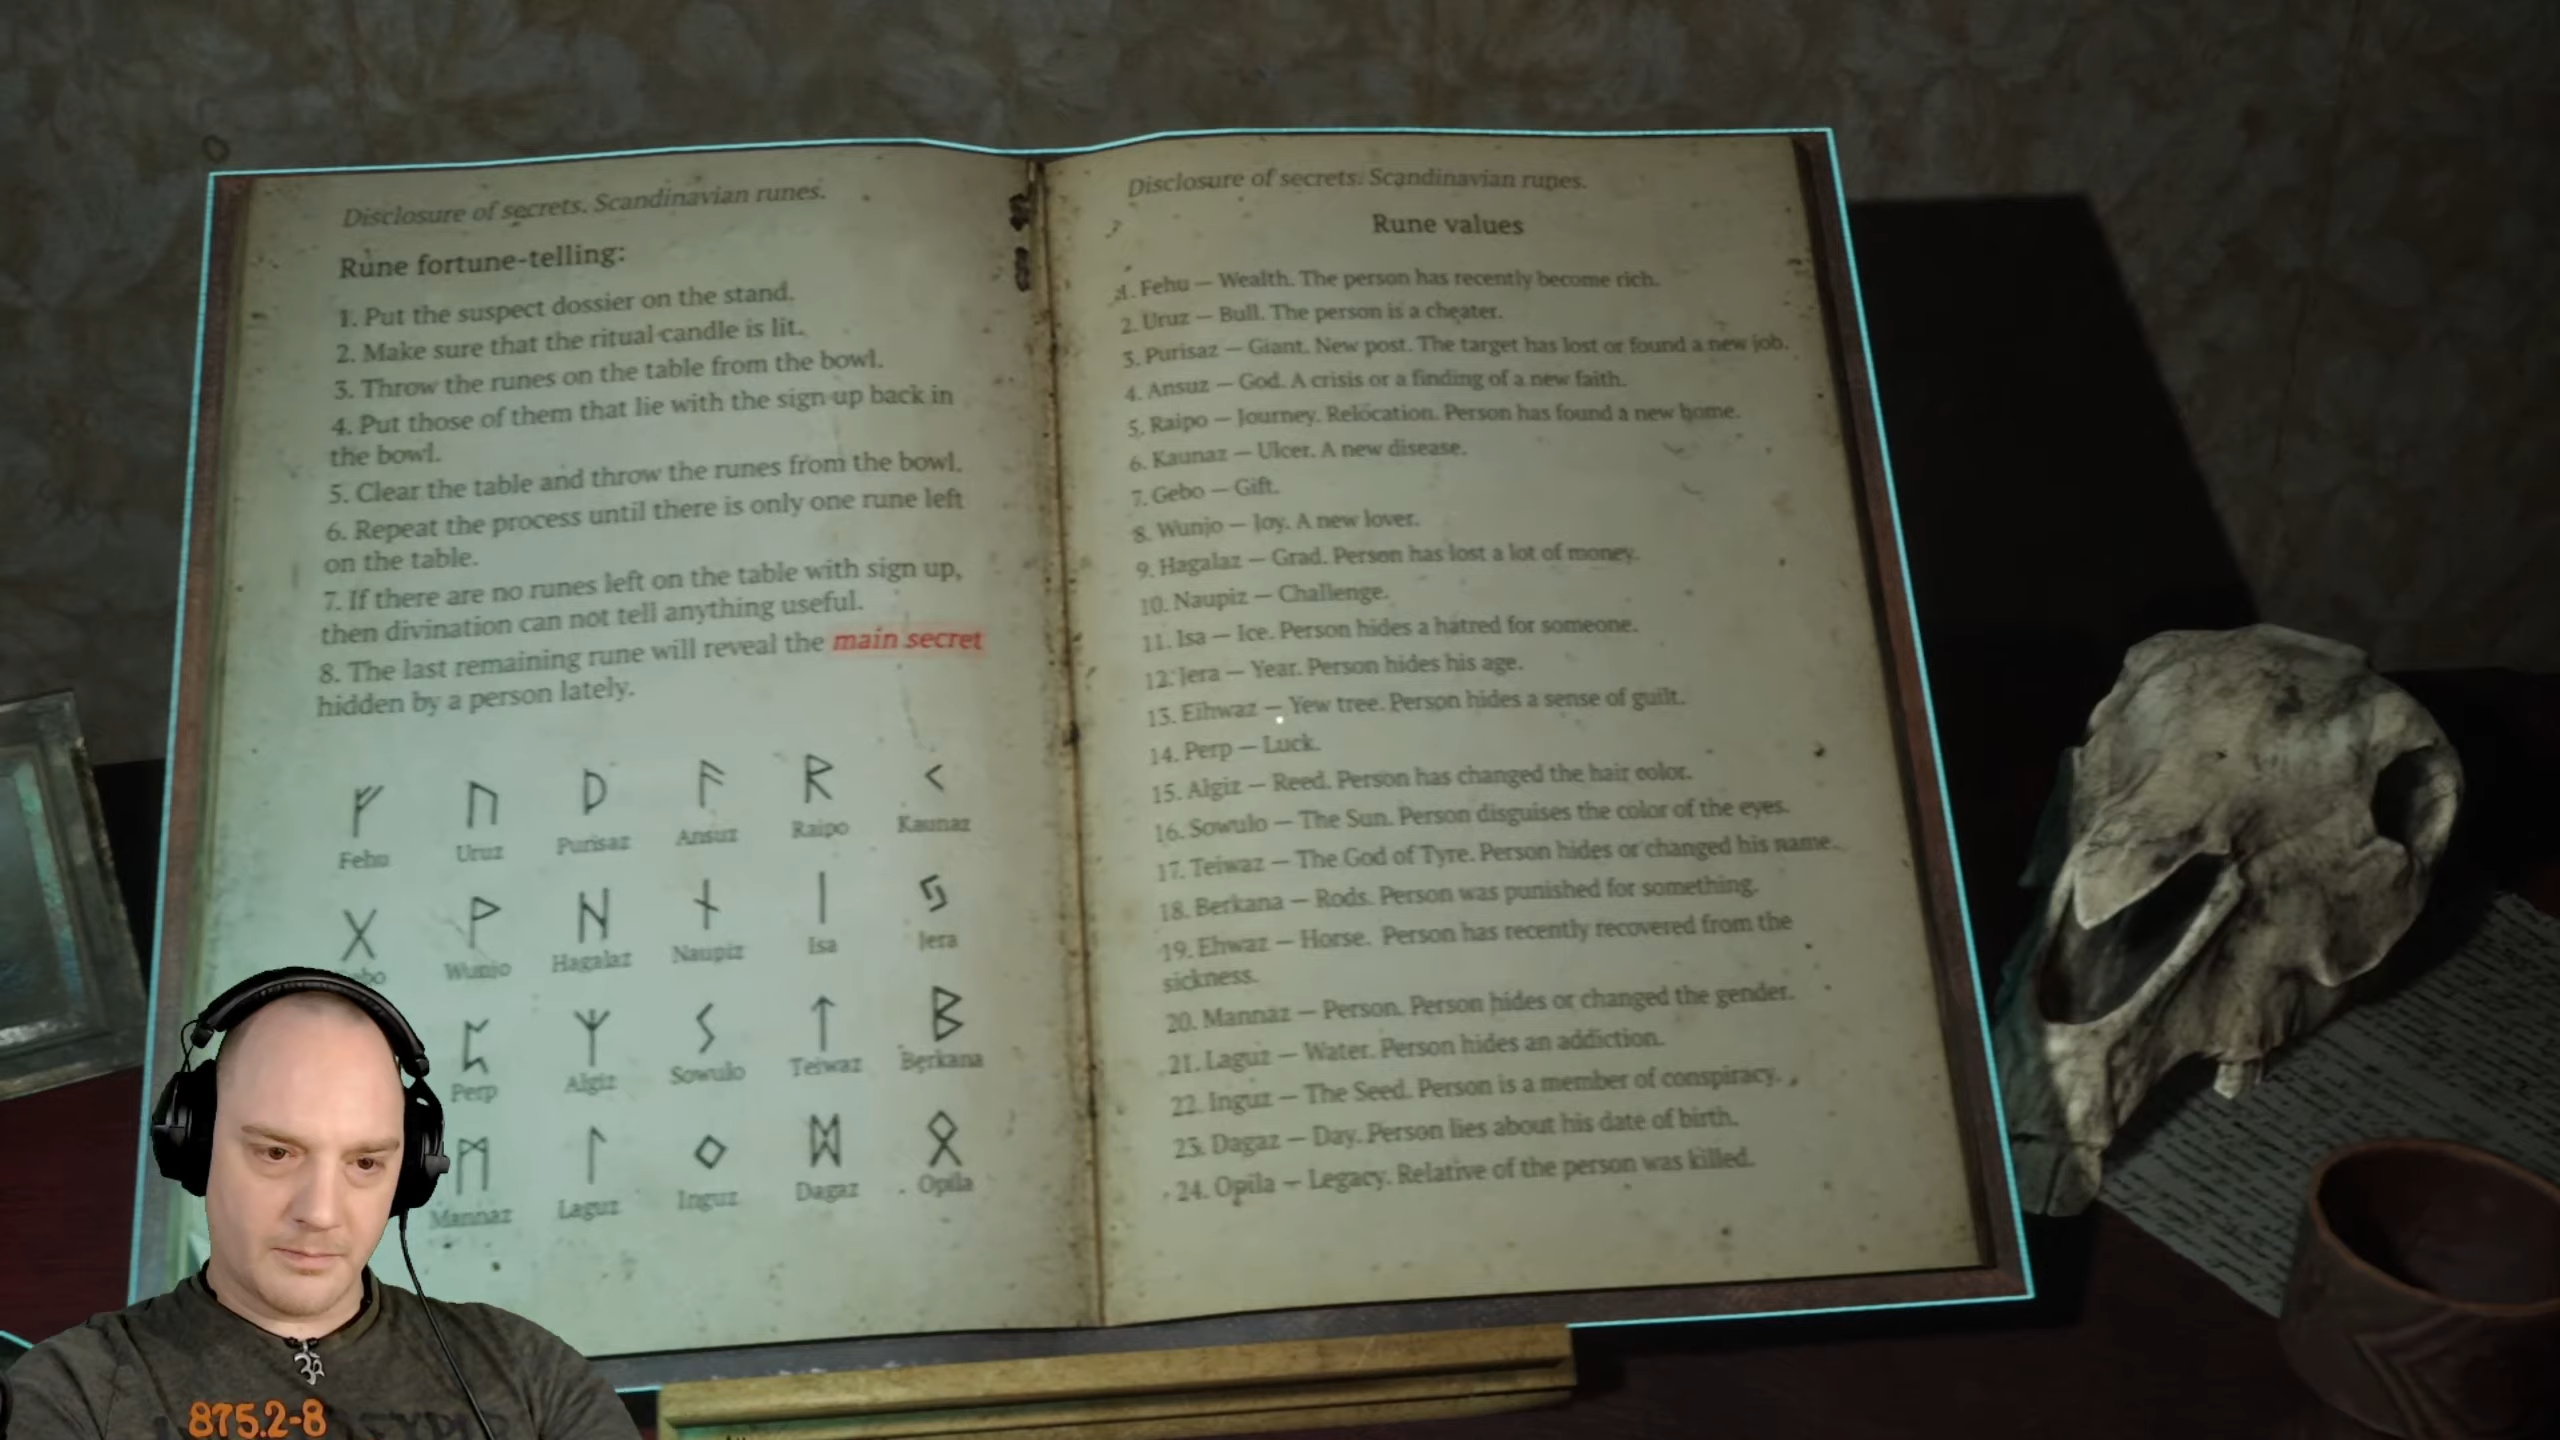 Disclosure of secrets. Scandinavian runes.
Rune fortune-telling:
1. Put the suspect dossier on the stand.
2. Make sure that the ritual candle is lit.
3. Throw the runes on the table from the bowl.
4. Put those of them that lie with the sign up back in
the bowl.
5. Clear the table and throw the runes from the bowl.
6. Repeat the process until there is only one rune left
on the table.
7. If there are no runes left on the table with sign up,
then divination can not tell anything useful.
8. The last remaining rune will reveal the main secret
hidden by a person lately.
ᚠ ᚢ ᚦ ᚨ ᚱ ᚲ
Fehu Uruz Purisaz Ansuz Raipo Kaunaz
ᚷ ᚹ ᚺ ᚾ ᛁ ᛃ
bo Wunjo Hagalaz Naupiz Isa Jera
ᛈ ᛉ ᛊ ᛏ ᛒ
Perp Algiz Sowulo Teiwaz Berkana
ᛗ ᛚ ᛜ ᛞ ᛟ
Mannaz Laguz Inguz Dagaz Opila
Disclosure of secrets. Scandinavian runes.
Rune values
1. Fehu — Wealth. The person has recently become rich.
2. Uruz — Bull. The person is a cheater.
3. Purisaz — Giant. New post. The target has lost or found a new job.
4. Ansuz — God. A crisis or a finding of a new faith.
5. Raipo — Journey. Relocation. Person has found a new home.
6. Kaunaz — Ulcer. A new disease.
7. Gebo — Gift.
8. Wunjo — Joy. A new lover.
9. Hagalaz — Grad. Person has lost a lot of money.
10. Naupiz — Challenge.
11. Isa — Ice. Person hides a hatred for someone.
12. Jera — Year. Person hides his age.
13. Eihwaz — Yew tree. Person hides a sense of guilt.
14. Perp — Luck.
15. Algiz — Reed. Person has changed the hair color.
16. Sowulo — The Sun. Person disguises the color of the eyes.
17. Teiwaz — The God of Tyre. Person hides or changed his name.
18. Berkana — Rods. Person was punished for something.
19. Ehwaz — Horse. Person has recently recovered from the
sickness.
20. Mannaz — Person. Person hides or changed the gender.
21. Laguz — Water. Person hides an addiction.
22. Inguz — The Seed. Person is a member of conspiracy.
23. Dagaz — Day. Person lies about his date of birth.
24. Opila — Legacy. Relative of the person was killed.
875.2-8